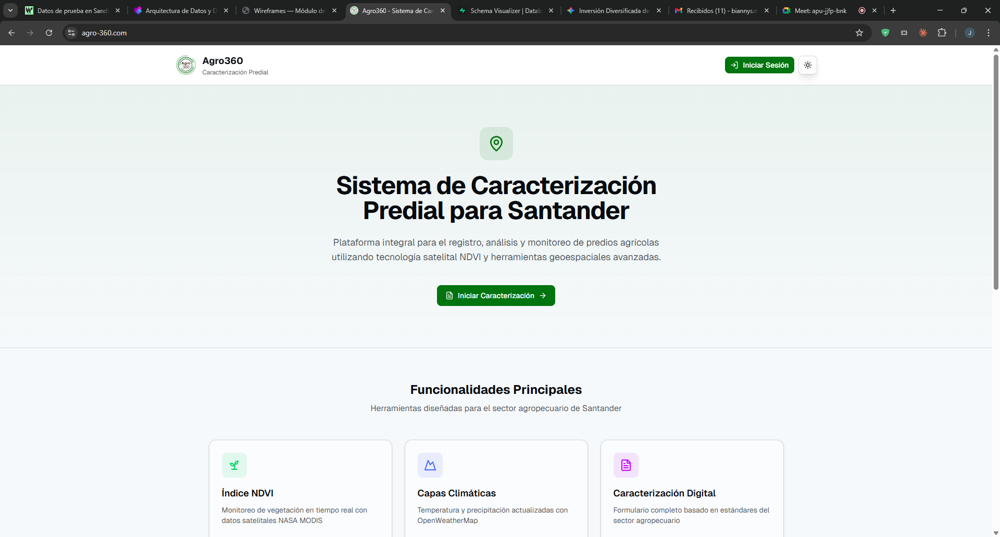 Datos de prueba en Sand
Arquitectura de Datos y D
Wireframes — Módulo de
Agro360 - Sistema de Car
Schema Visualizer | Datab
Inversión Diversificada de
Recibidos (11) - biannys.m
Meet: apu-jjfp-bnk
agro-360.com
J
Agro
360
Agro360
Caracterización Predial
Iniciar Sesión
Sistema de Caracterización
Predial para Santander
Plataforma integral para el registro, análisis y monitoreo de predios agrícolas
utilizando tecnología satelital NDVI y herramientas geoespaciales avanzadas.
Iniciar Caracterización
Funcionalidades Principales
Herramientas diseñadas para el sector agropecuario de Santander
Índice NDVI
Monitoreo de vegetación en tiempo real con
datos satelitales NASA MODIS
Capas Climáticas
Temperatura y precipitación actualizadas con
OpenWeatherMap
Caracterización Digital
Formulario completo basado en estándares del
sector agropecuario